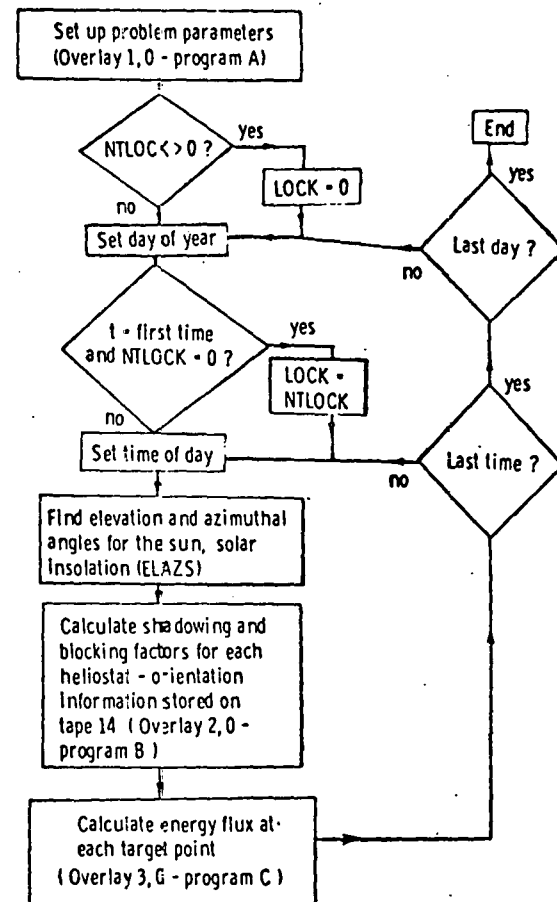 Set up problem parameters
(Overlay 1, 0 - program A)
NTLOC < > 0 ?
yes
LOCK - 0
no
Set day of year
End
yes
Last day ?
no
t - first time
and NTLOCK - 0 ?
yes
LOCK -
NTLOCK
no
Set time of day
yes
Last time ?
no
Find elevation and azimuthal
angles for the sun, solar
insolation (ELAZS)
Calculate shadowing and
blocking factors for each
heliostat - orientation
Information stored on
tape 14 ( Overlay 2, 0 -
program B )
Calculate energy flux at
each target point
( Overlay 3, G - program C )